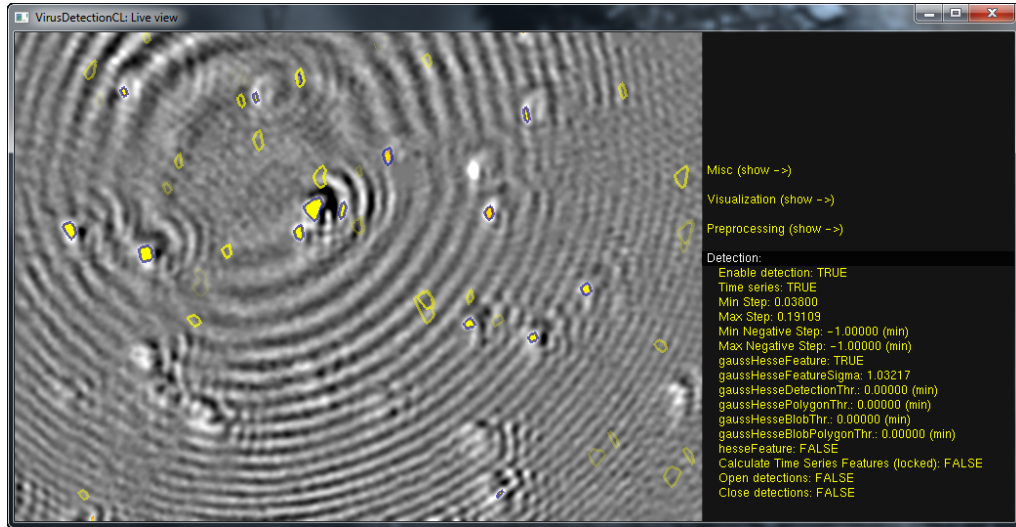 VirusDetectionCL: Live view
Misc (show ->)
Visualization (show ->)
Preprocessing (show ->)
Detection:
Enable detection: TRUE
Time series: TRUE
Min Step: 0.03800
Max Step: 0.19109
Min Negative Step: -1.00000 (min)
Max Negative Step: -1.00000 (min)
gaussHesseFeature: TRUE
gaussHesseFeatureSigma: 1.03217
gaussHesseDetectionThr.: 0.00000 (min)
gaussHessePolygonThr.: 0.00000 (min)
gaussHesseBlobThr.: 0.00000 (min)
gaussHesseBlobPolygonThr.: 0.00000 (min)
hesseFeature: FALSE
Calculate Time Series Features (locked): FALSE
Open detections: FALSE
Close detections: FALSE